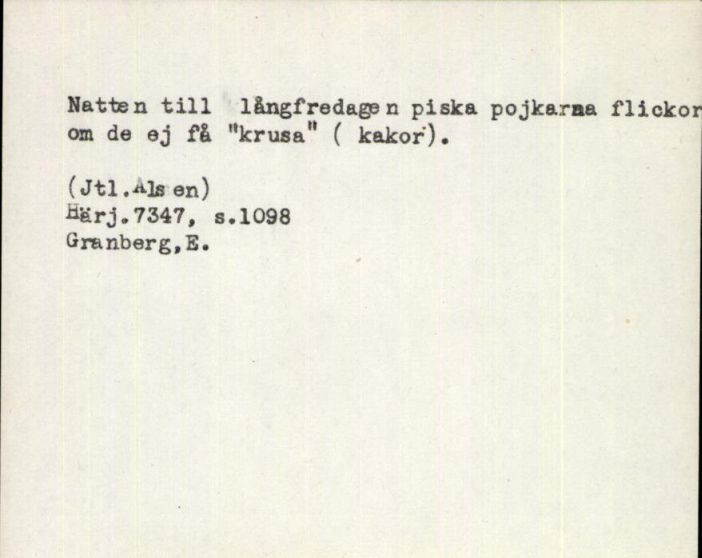 Natten till långfredagen piska pojkarna flickor
om de ej få "krusa" ( kakor).
(Jtl.Alsen)
Härj.7347, s.1098
Granberg,E.